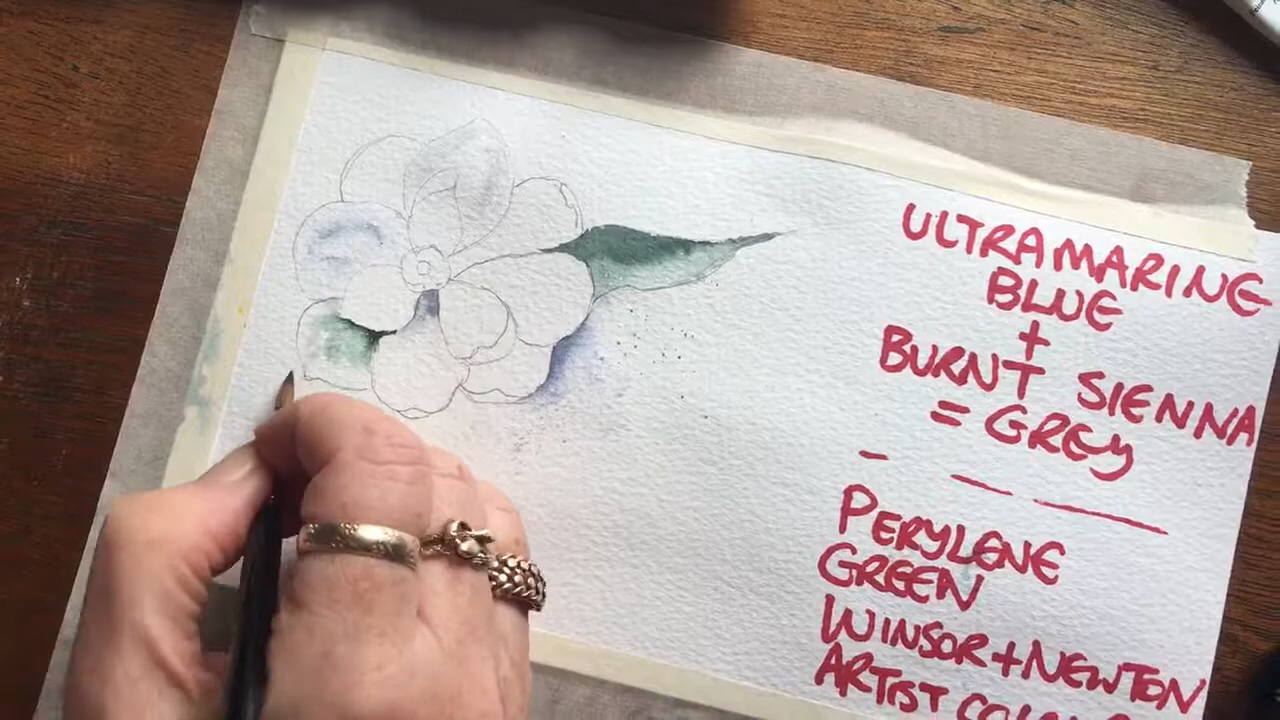 ULTRAMARINE
BLUE
+
BURNT SIENNA
= GREY
PERYLENE
GREEN
WINSOR + NEWTON
ARTIST